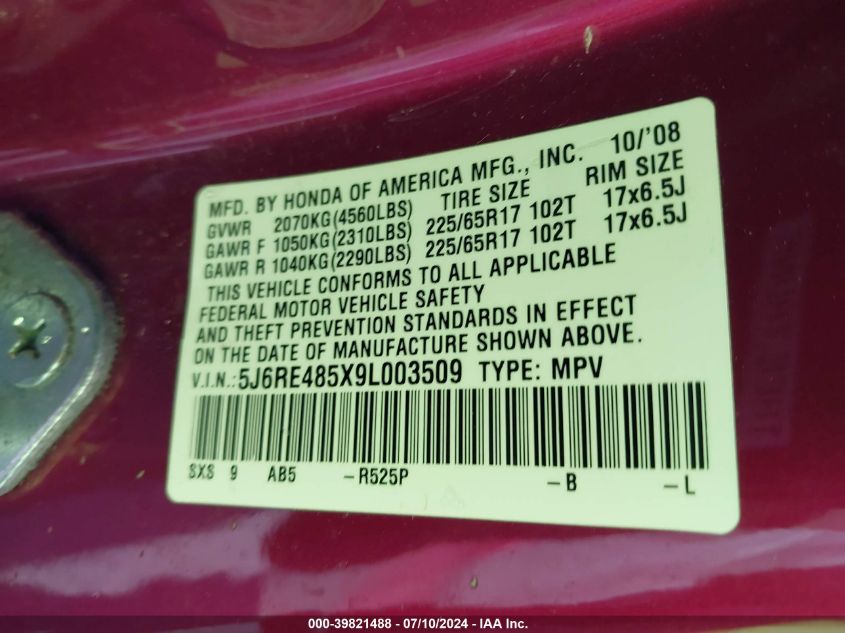 MFD. BY HONDA OF AMERICA MFG., INC. 10/'08
GVWR 2070KG(4560LBS) TIRE SIZE RIM SIZE
GAWR F 1050KG(2310LBS) 225/65R17 102T 17x6.5J
GAWR R 1040KG(2290LBS) 225/65R17 102T 17x6.5J
THIS VEHICLE CONFORMS TO ALL APPLICABLE
FEDERAL MOTOR VEHICLE SAFETY
AND THEFT PREVENTION STANDARDS IN EFFECT
ON THE DATE OF MANUFACTURE SHOWN ABOVE.
V.I.N.: 5J6RE485X9L003509 TYPE: MPV
SXS 9 AB5 -R525P -B -L
000-39821488 - 07/10/2024 - IAA Inc.